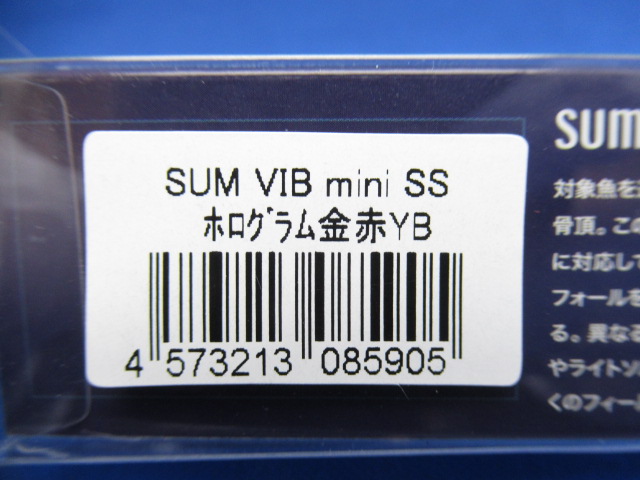 SUM VIB mini SS
ﾎﾛｸﾞﾗﾑ金赤YB
4 573213 085905
SUM
対象魚を
骨頂。この
に対応して
フォールを
る。異なる
やライトソ
くのフィー